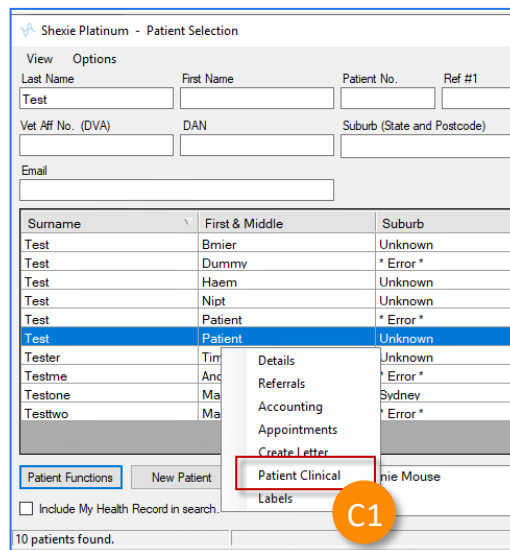 Shexie Platinum - Patient Selection
View Options
Last Name First Name Patient No. Ref #1
Test
Vet Aff No. (DVA) DAN Suburb (State and Postcode)
Email
Surname First & Middle Suburb
Test Bmier Unknown
Test Dummy * Error *
Test Haem Unknown
Test Nipt Unknown
Test Patient * Error *
Test Patient Unknown
Tester Tim Unknown
Testme * Error *
Testone Ma Sydney
Testtwo Ma * Error *
Details
Referrals
Accounting
Appointments
Create Letter
Patient Clinical
Labels
Patient Functions New Patient nie Mouse
Include My Health Record in search.
C1
10 patients found.